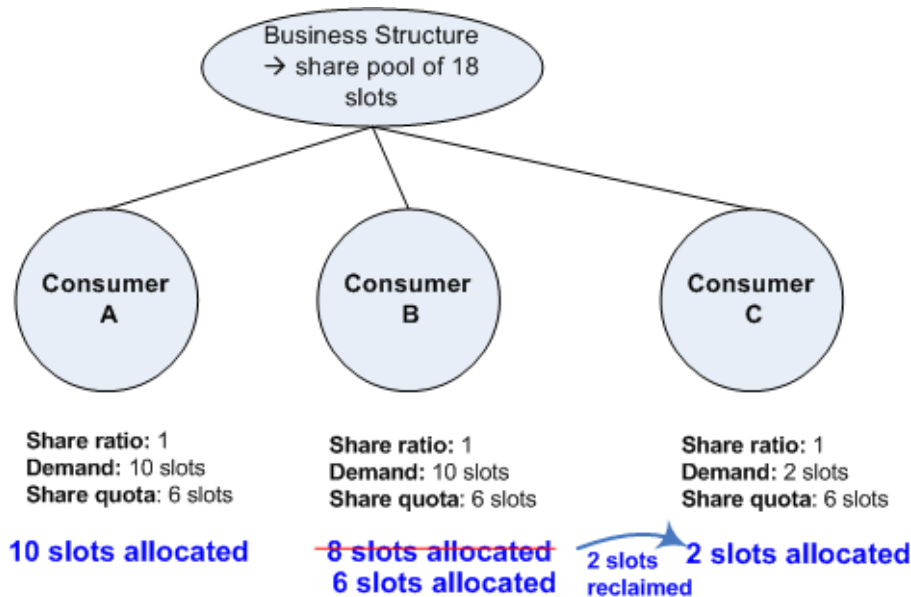 Business Structure
→ share pool of 18
slots
Consumer
A
Consumer
B
Consumer
C
Share ratio: 1
Demand: 10 slots
Share quota: 6 slots
10 slots allocated
Share ratio: 1
Demand: 10 slots
Share quota: 6 slots
8 slots allocated
6 slots allocated
2 slots
reclaimed
Share ratio: 1
Demand: 2 slots
Share quota: 6 slots
2 slots allocated